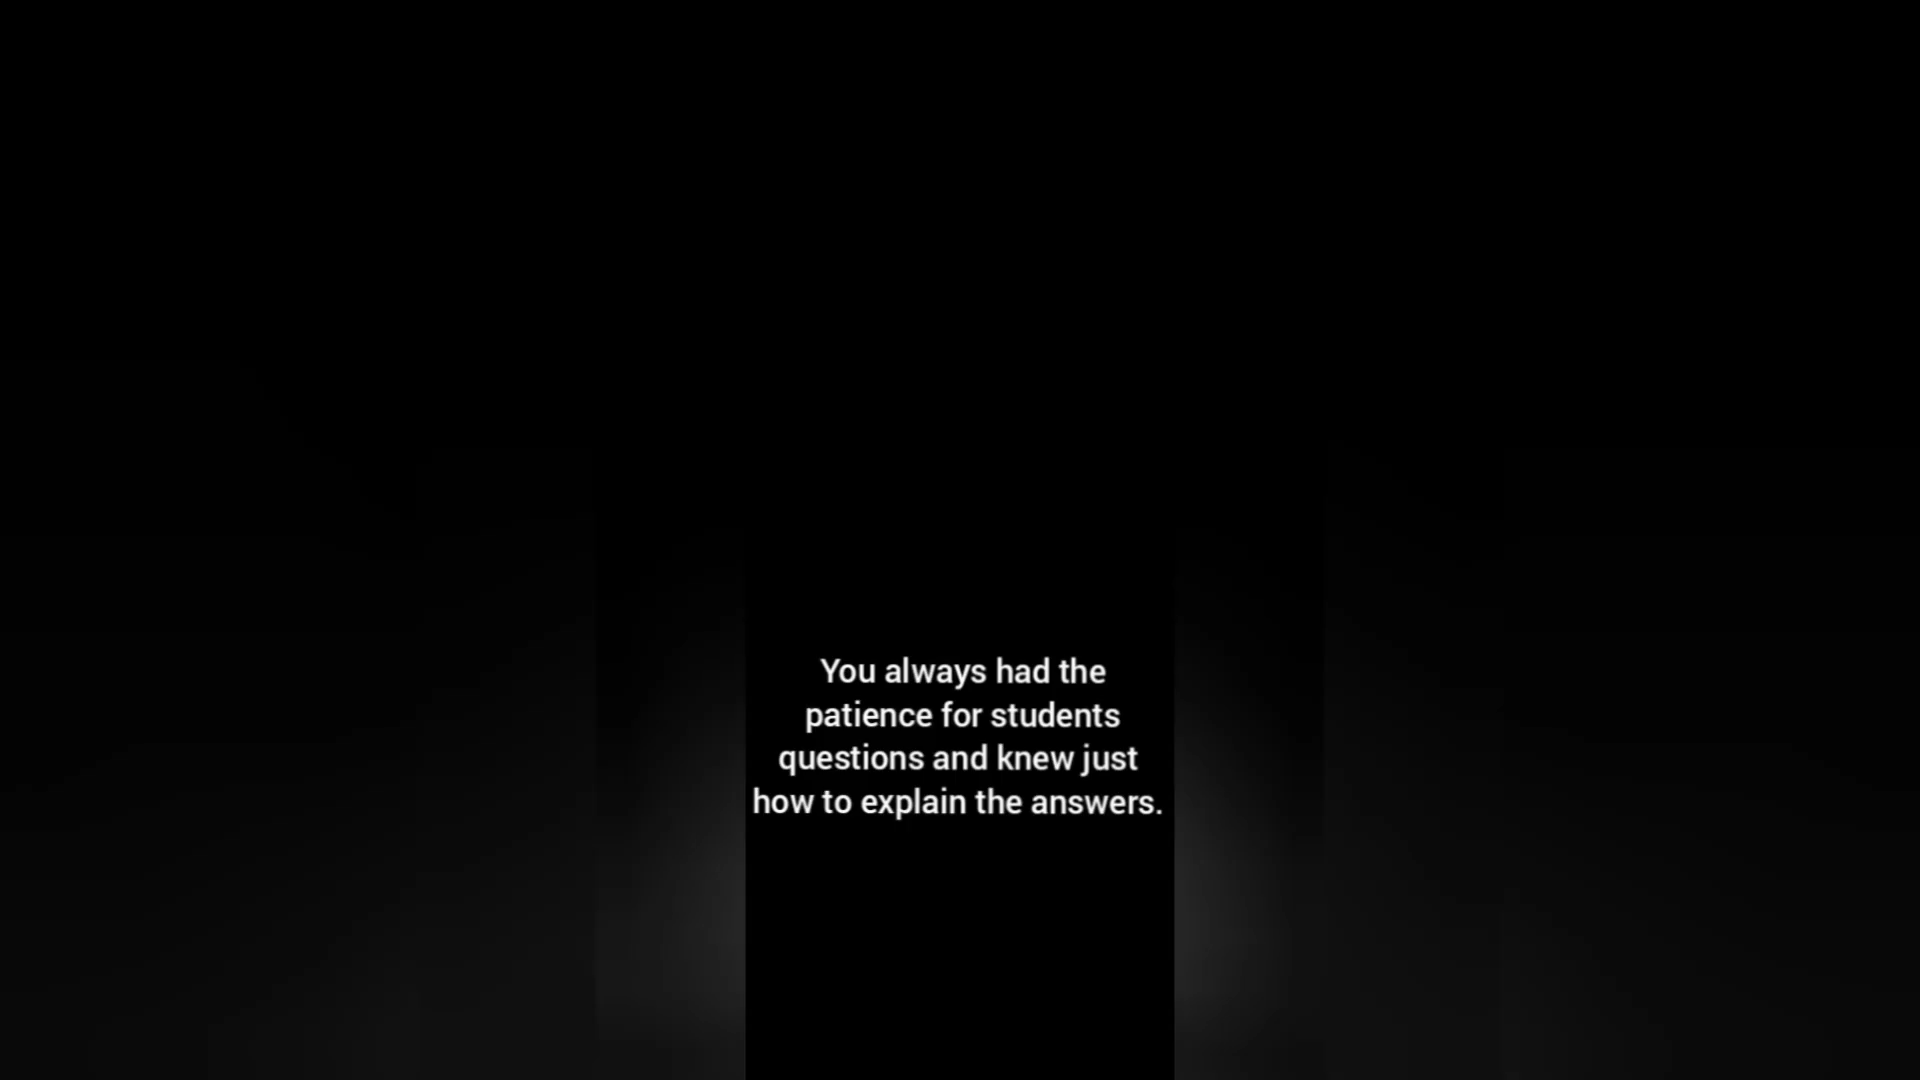 You always had the
patience for students
questions and knew just
how to explain the answers.